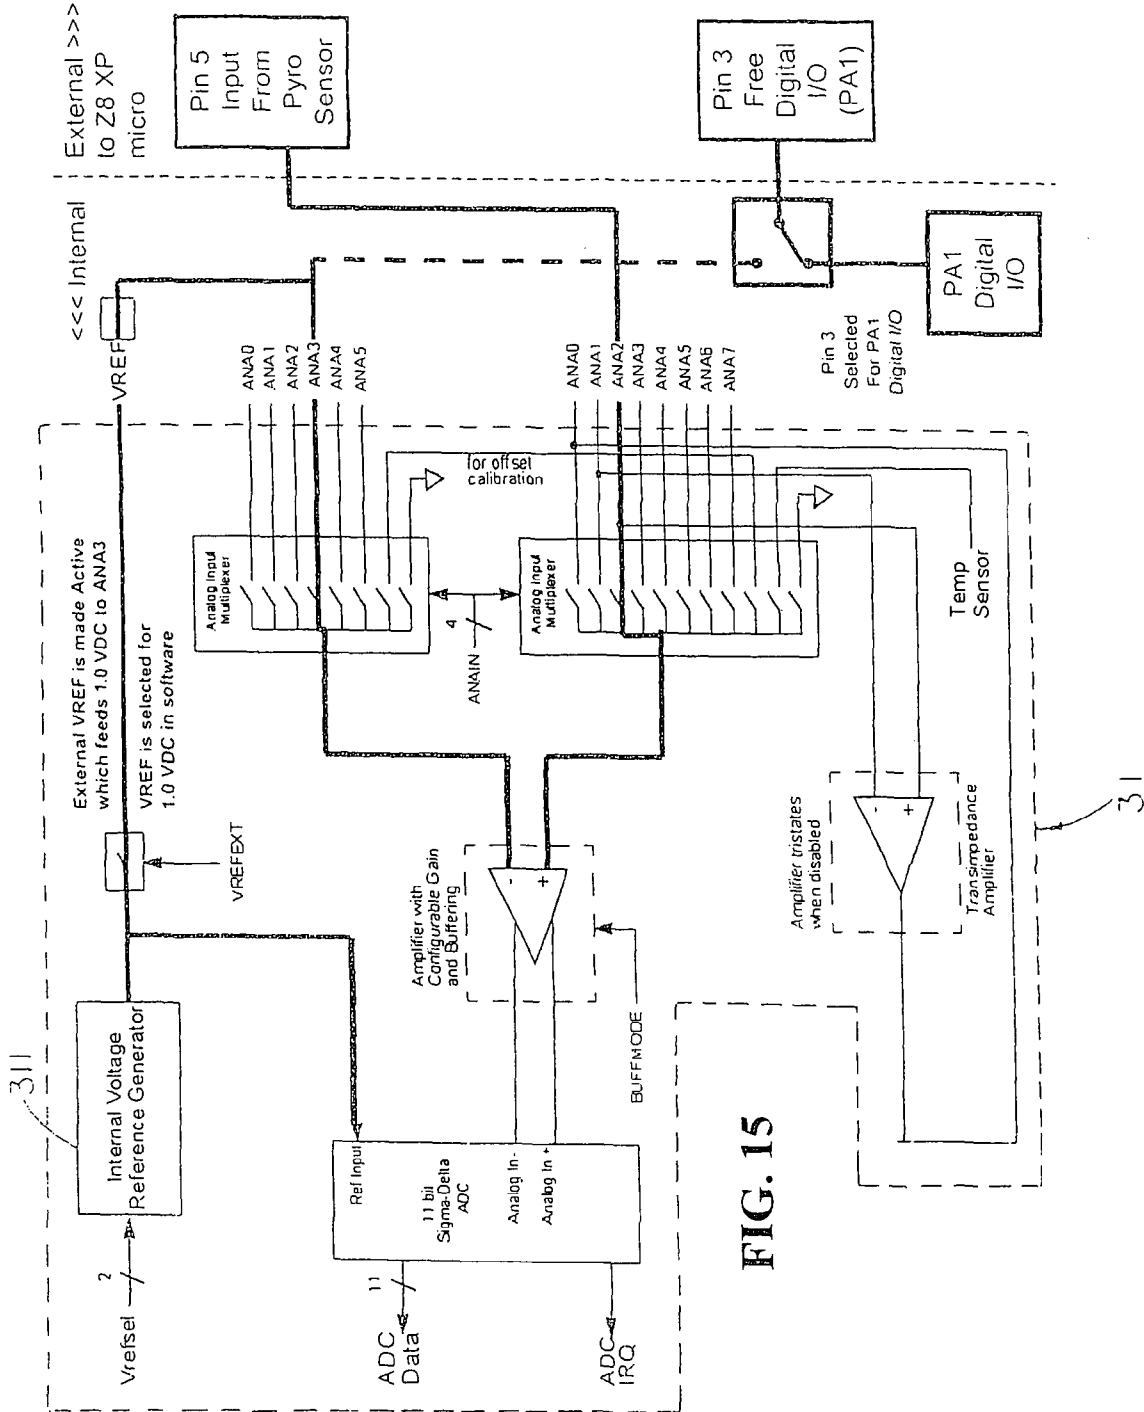 External >>>
to Z8 XP
micro
<<< Internal
Pin 5
Input
From
Pyro
Sensor
Pin 3
Free
Digital
I/O
(PA1)
PA1
Digital
I/O
Pin 3
Selected
For PA1
Digital I/O
VREF
ANA0
ANA1
ANA2
ANA3
ANA4
ANA5
ANA0
ANA1
ANA2
ANA3
ANA4
ANA5
ANA6
ANA7
for offset
calibration
External VREF is made Active
which feeds 1.0 VDC to ANA3
VREF is selected for
1.0 VDC in software
VREFEXT
Analog Input
Multiplexer
4
ANAIN
Analog Input
Multiplexer
Temp
Sensor
Amplifier with
Configurable Gain
and Buffering
-
+
BUFFMODE
Amplifier tristates
when disabled
-
+
Transimpedance
Amplifier
31
311
Internal Voltage
Reference Generator
Vrefsel
2
Ref Input
11 bit
Sigma-Delta
ADC
Analog In -
Analog In +
11
ADC
Data
ADC
IRQ
FIG. 15